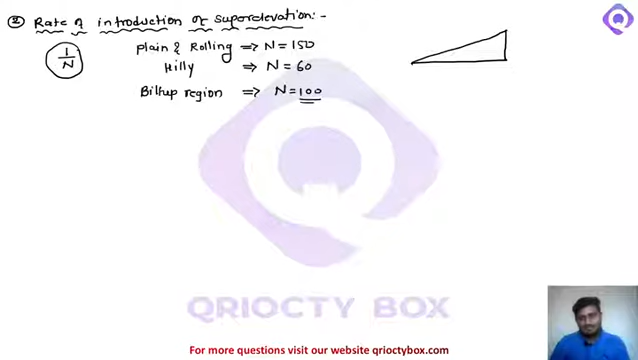 ② Rate of introduction of superelevation:-
1/N
Plain & Rolling ⇒ N = 150
Hilly ⇒ N = 60
Biltup region ⇒ N = 100
QRIOCTY BOX
For more questions visit our website qrioctybox.com